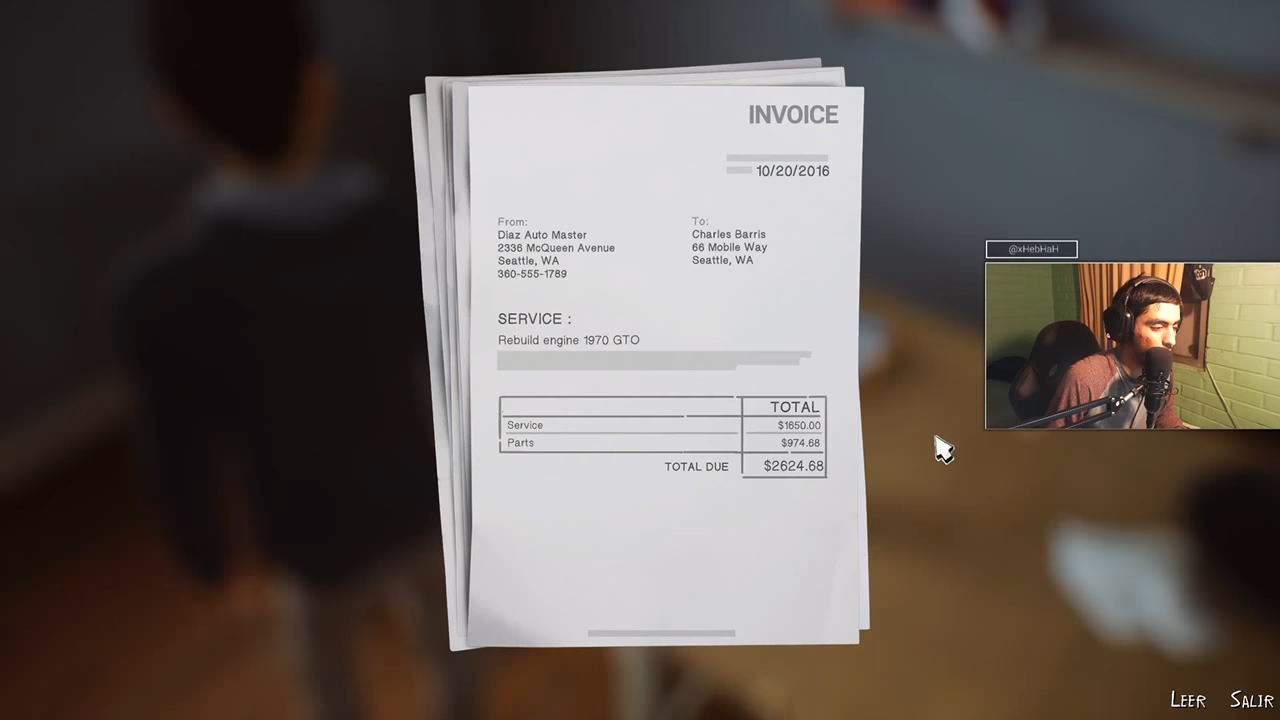 INVOICE
10/20/2016
From:
Diaz Auto Master
2336 McQueen Avenue
Seattle, WA
360-555-1789
To:
Charles Barris
66 Mobile Way
Seattle, WA
SERVICE :
Rebuild engine 1970 GTO
TOTAL
Service $1650.00
Parts $974.68
TOTAL DUE $2624.68
@xHebHaH
LEER SALIR